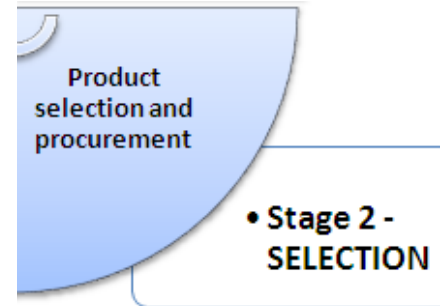 Product
selection and
procurement
• Stage 2 -
SELECTION